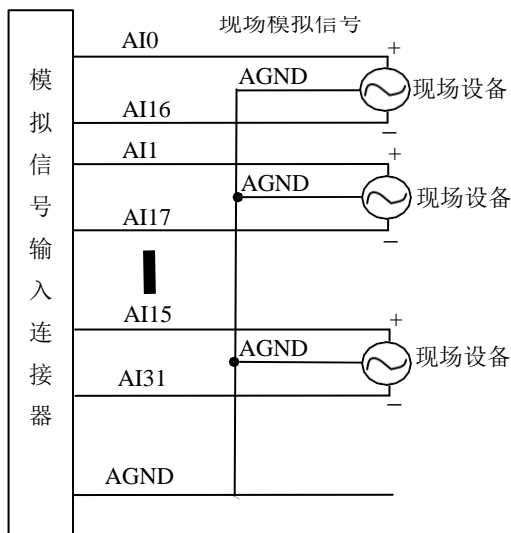 现场模拟信号
模拟信号输入连接器
AI0
+
AGND
现场设备
AI16
−
AI1
+
AGND
现场设备
AI17
−
AI15
+
AGND
现场设备
AI31
−
AGND